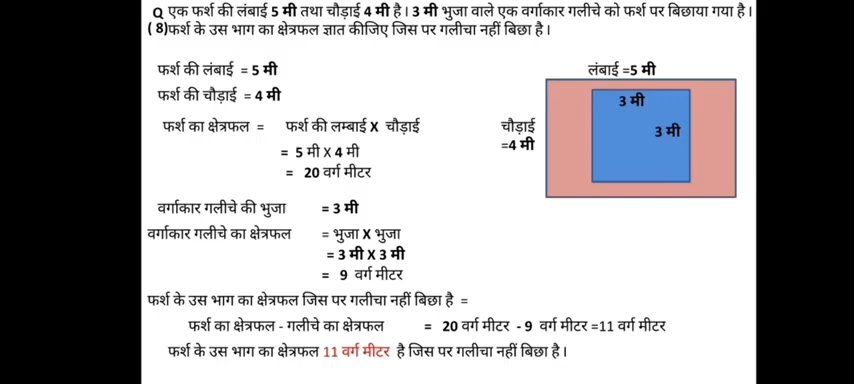 Q एक फर्श की लंबाई 5 मी तथा चौड़ाई 4 मी है। 3 मी भुजा वाले एक वर्गाकार गलीचे को फर्श पर बिछाया गया है।
( 8)फर्श के उस भाग का क्षेत्रफल ज्ञात कीजिए जिस पर गलीचा नहीं बिछा है।
फर्श की लंबाई = 5 मी
फर्श की चौड़ाई = 4 मी
फर्श का क्षेत्रफल = फर्श की लम्बाई X चौड़ाई
= 5 मी X 4 मी
= 20 वर्ग मीटर
लंबाई =5 मी
3 मी
3 मी
चौड़ाई
=4 मी
वर्गाकार गलीचे की भुजा = 3 मी
वर्गाकार गलीचे का क्षेत्रफल = भुजा X भुजा
= 3 मी X 3 मी
= 9 वर्ग मीटर
फर्श के उस भाग का क्षेत्रफल जिस पर गलीचा नहीं बिछा है =
फर्श का क्षेत्रफल - गलीचे का क्षेत्रफल = 20 वर्ग मीटर - 9 वर्ग मीटर =11 वर्ग मीटर
फर्श के उस भाग का क्षेत्रफल 11 वर्ग मीटर है जिस पर गलीचा नहीं बिछा है।